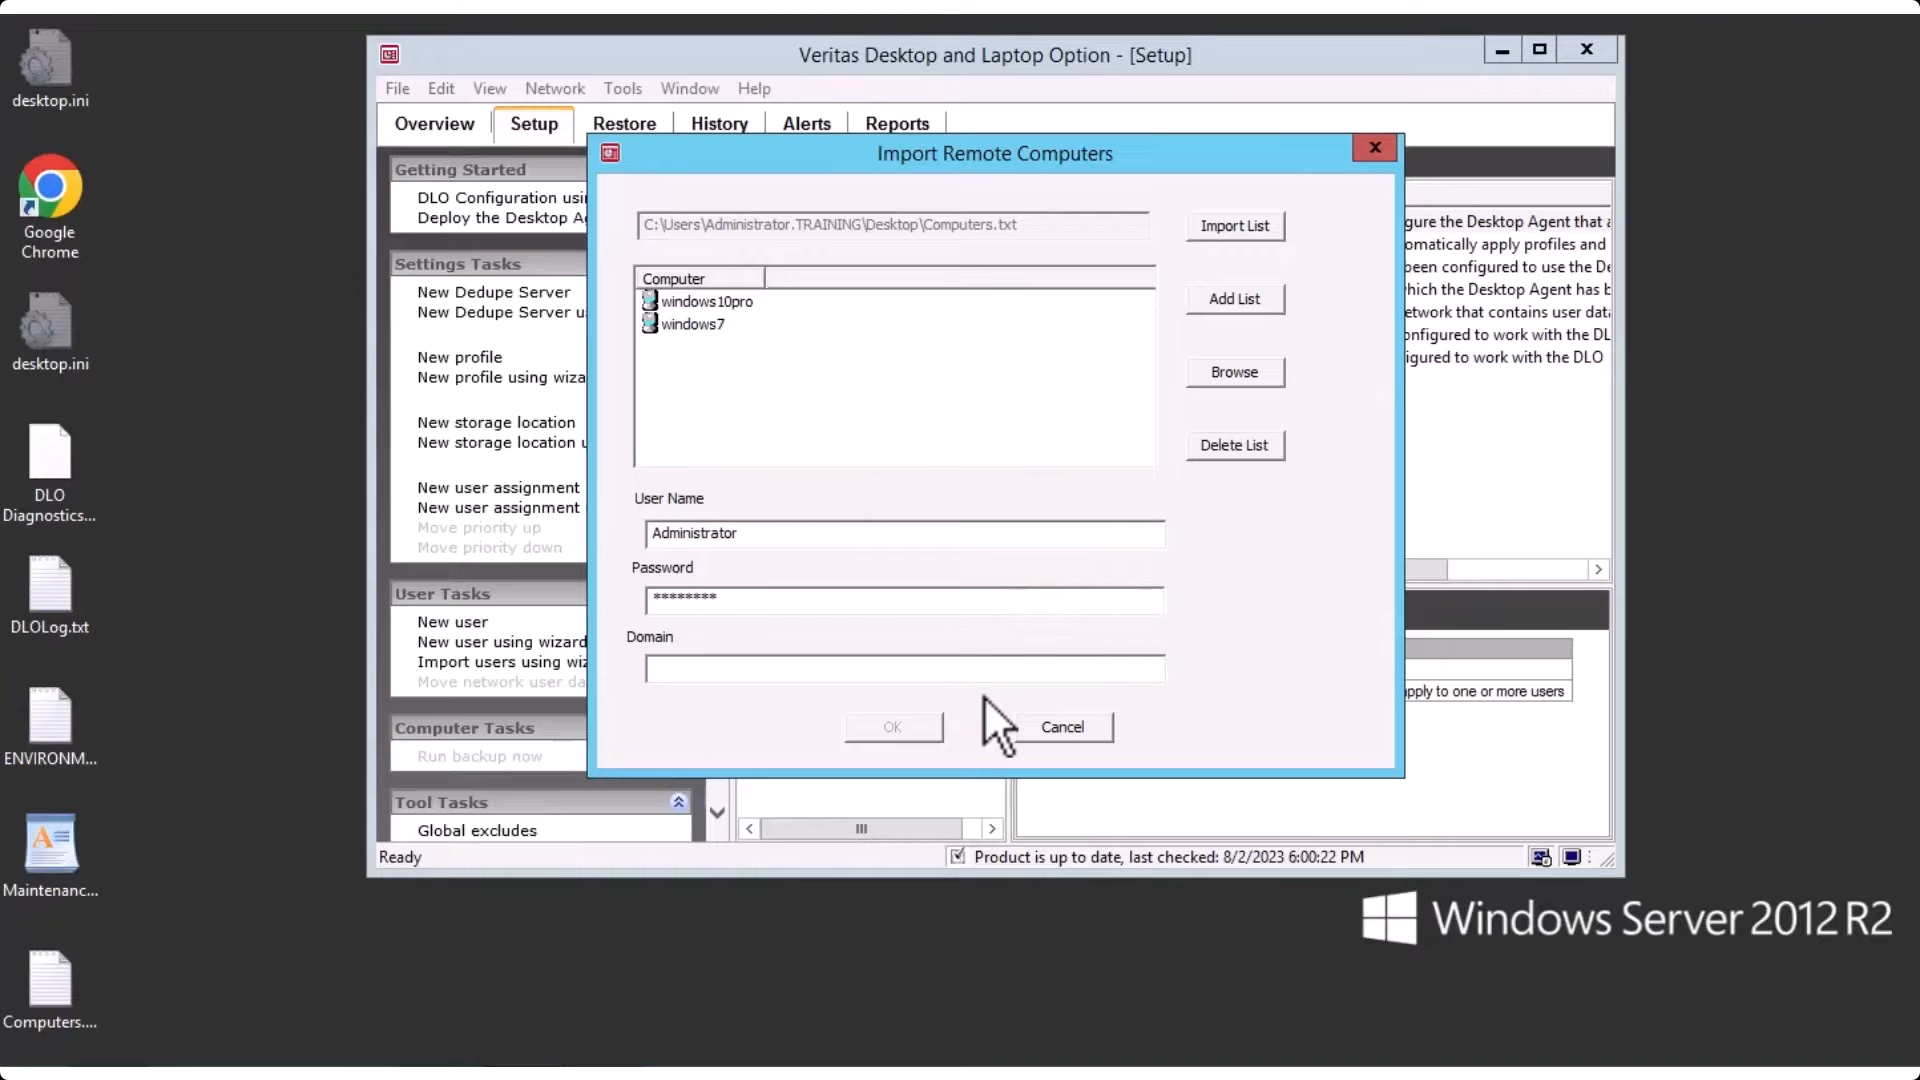 desktop.ini
Google
Chrome
desktop.ini
DLO
Diagnostics...
DLOLog.txt
ENVIRONM...
Maintenanc...
Computers....
Veritas Desktop and Laptop Option - [Setup]
File Edit View Network Tools Window Help
Overview Setup Restore History Alerts Reports
Getting Started
DLO Configuration usi
Deploy the Desktop A
Settings Tasks
New Dedupe Server
New Dedupe Server u
New profile
New profile using wiza
New storage location
New storage location u
New user assignment
New user assignment
Move priority up
Move priority down
User Tasks
New user
New user using wizard
Import users using wiz
Move network user da
Computer Tasks
Run backup now
Tool Tasks
Global excludes
Import Remote Computers
C:\Users\Administrator.TRAINING\Desktop\Computers.txt
Import List
Computer
windows10pro
windows7
Add List
Browse
Delete List
User Name
Administrator
Password
********
Domain
OK Cancel
gure the Desktop Agent that a
omatically apply profiles and
been configured to use the De
hich the Desktop Agent has b
etwork that contains user data
onfigured to work with the DL
igured to work with the DLO
apply to one or more users
Ready
Product is up to date, last checked: 8/2/2023 6:00:22 PM
Windows Server 2012 R2